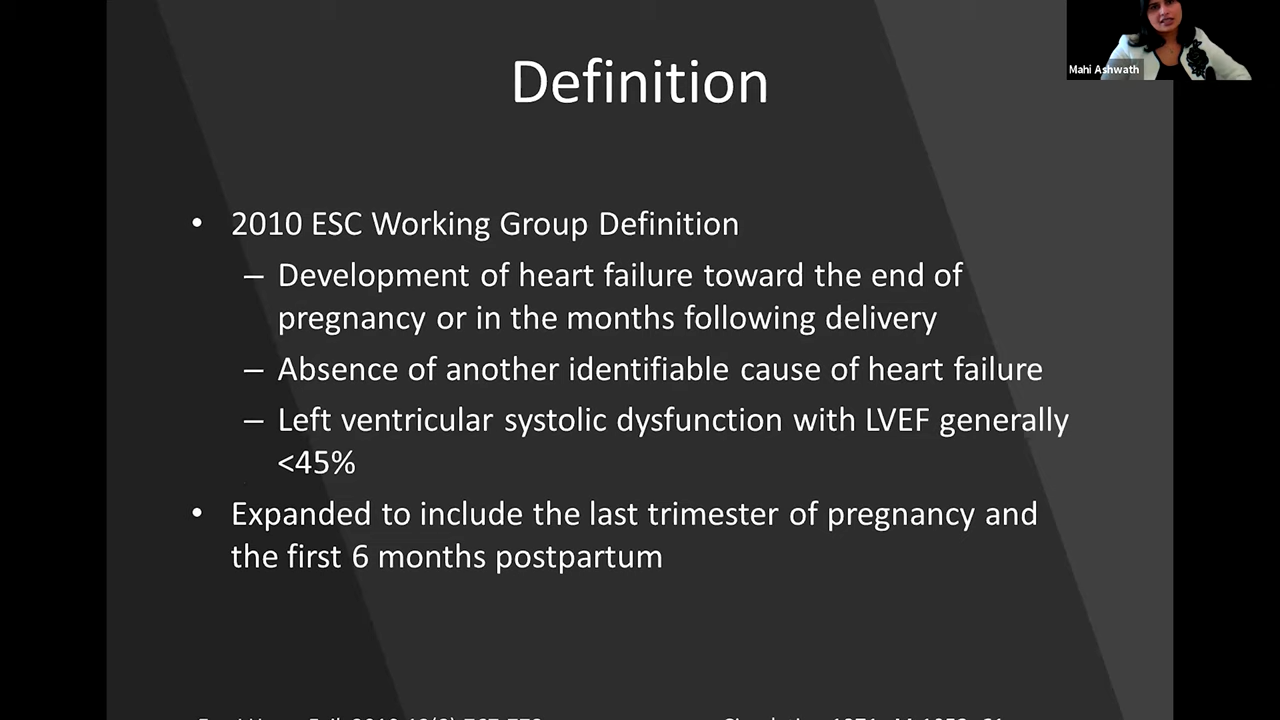 Mahi Ashwath
Definition
• 2010 ESC Working Group Definition
– Development of heart failure toward the end of
pregnancy or in the months following delivery
– Absence of another identifiable cause of heart failure
– Left ventricular systolic dysfunction with LVEF generally
<45%
• Expanded to include the last trimester of pregnancy and
the first 6 months postpartum